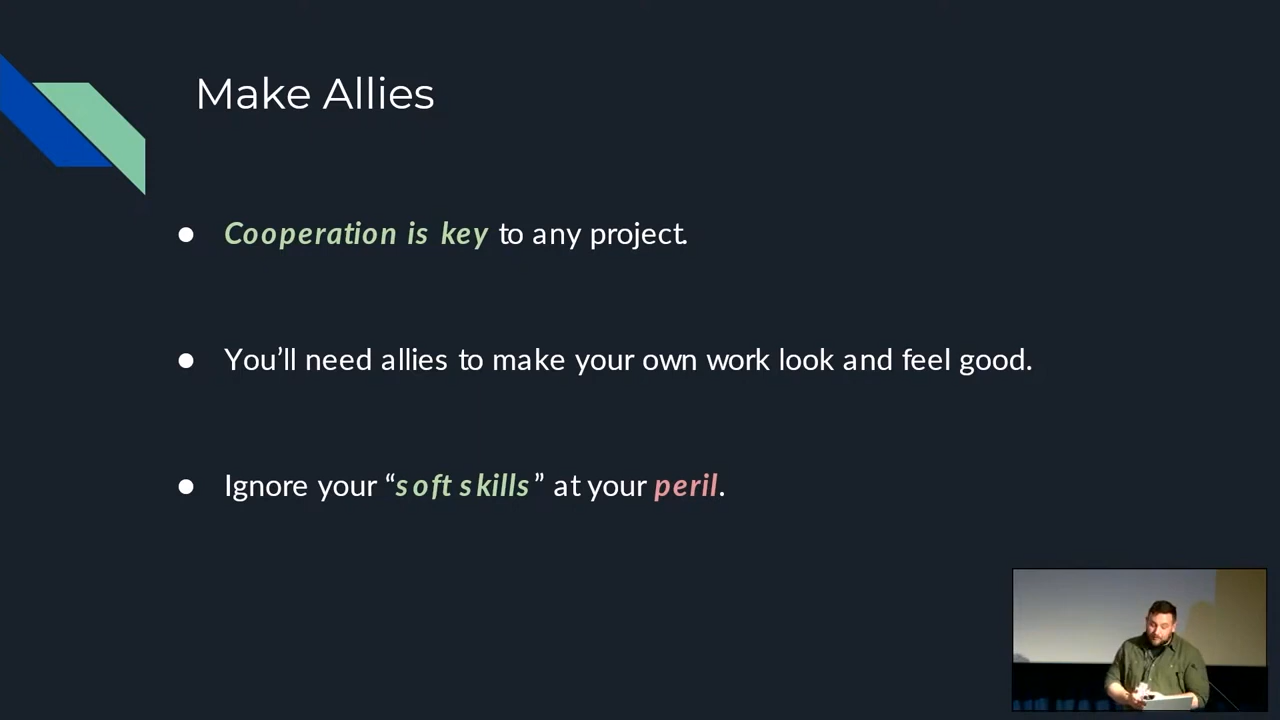 Make Allies
● Cooperation is key to any project.
● You’ll need allies to make your own work look and feel good.
● Ignore your “soft skills” at your peril.